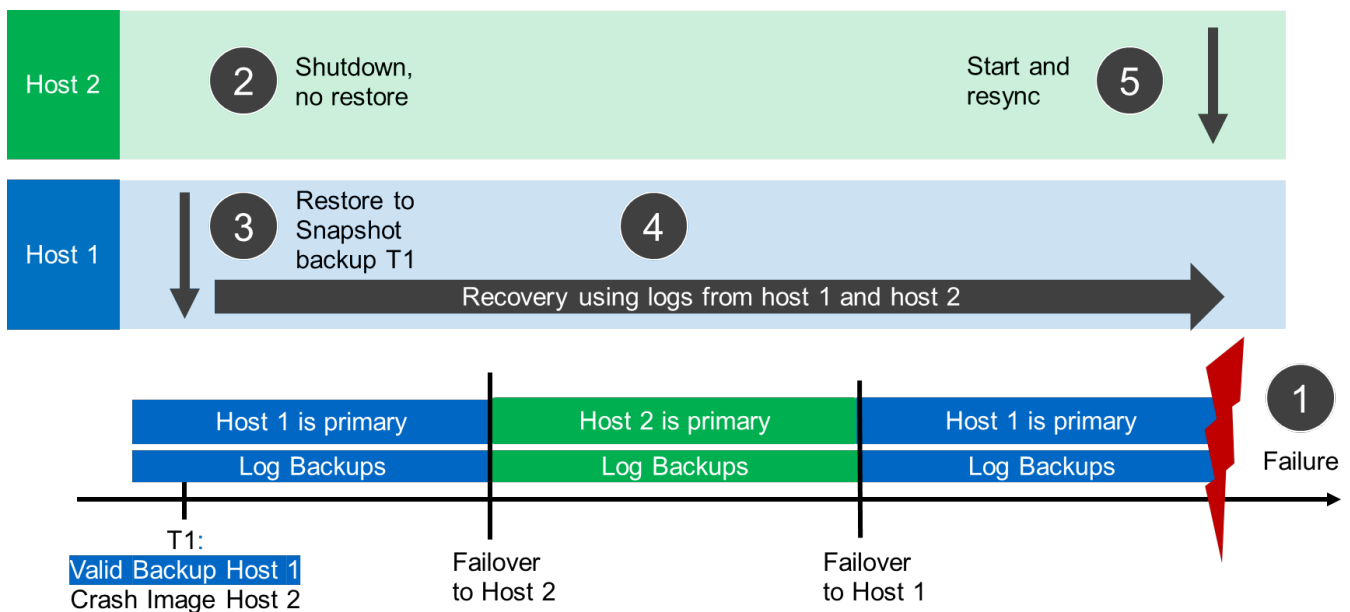 Host 2
2
Shutdown,
no restore
Start and
resync
5
Host 1
3
Restore to
Snapshot
backup T1
4
Recovery using logs from host 1 and host 2
Host 1 is primary
Host 2 is primary
Host 1 is primary
1
Log Backups
Log Backups
Log Backups
Failure
T1:
Valid Backup Host 1
Crash Image Host 2
Failover
to Host 2
Failover
to Host 1